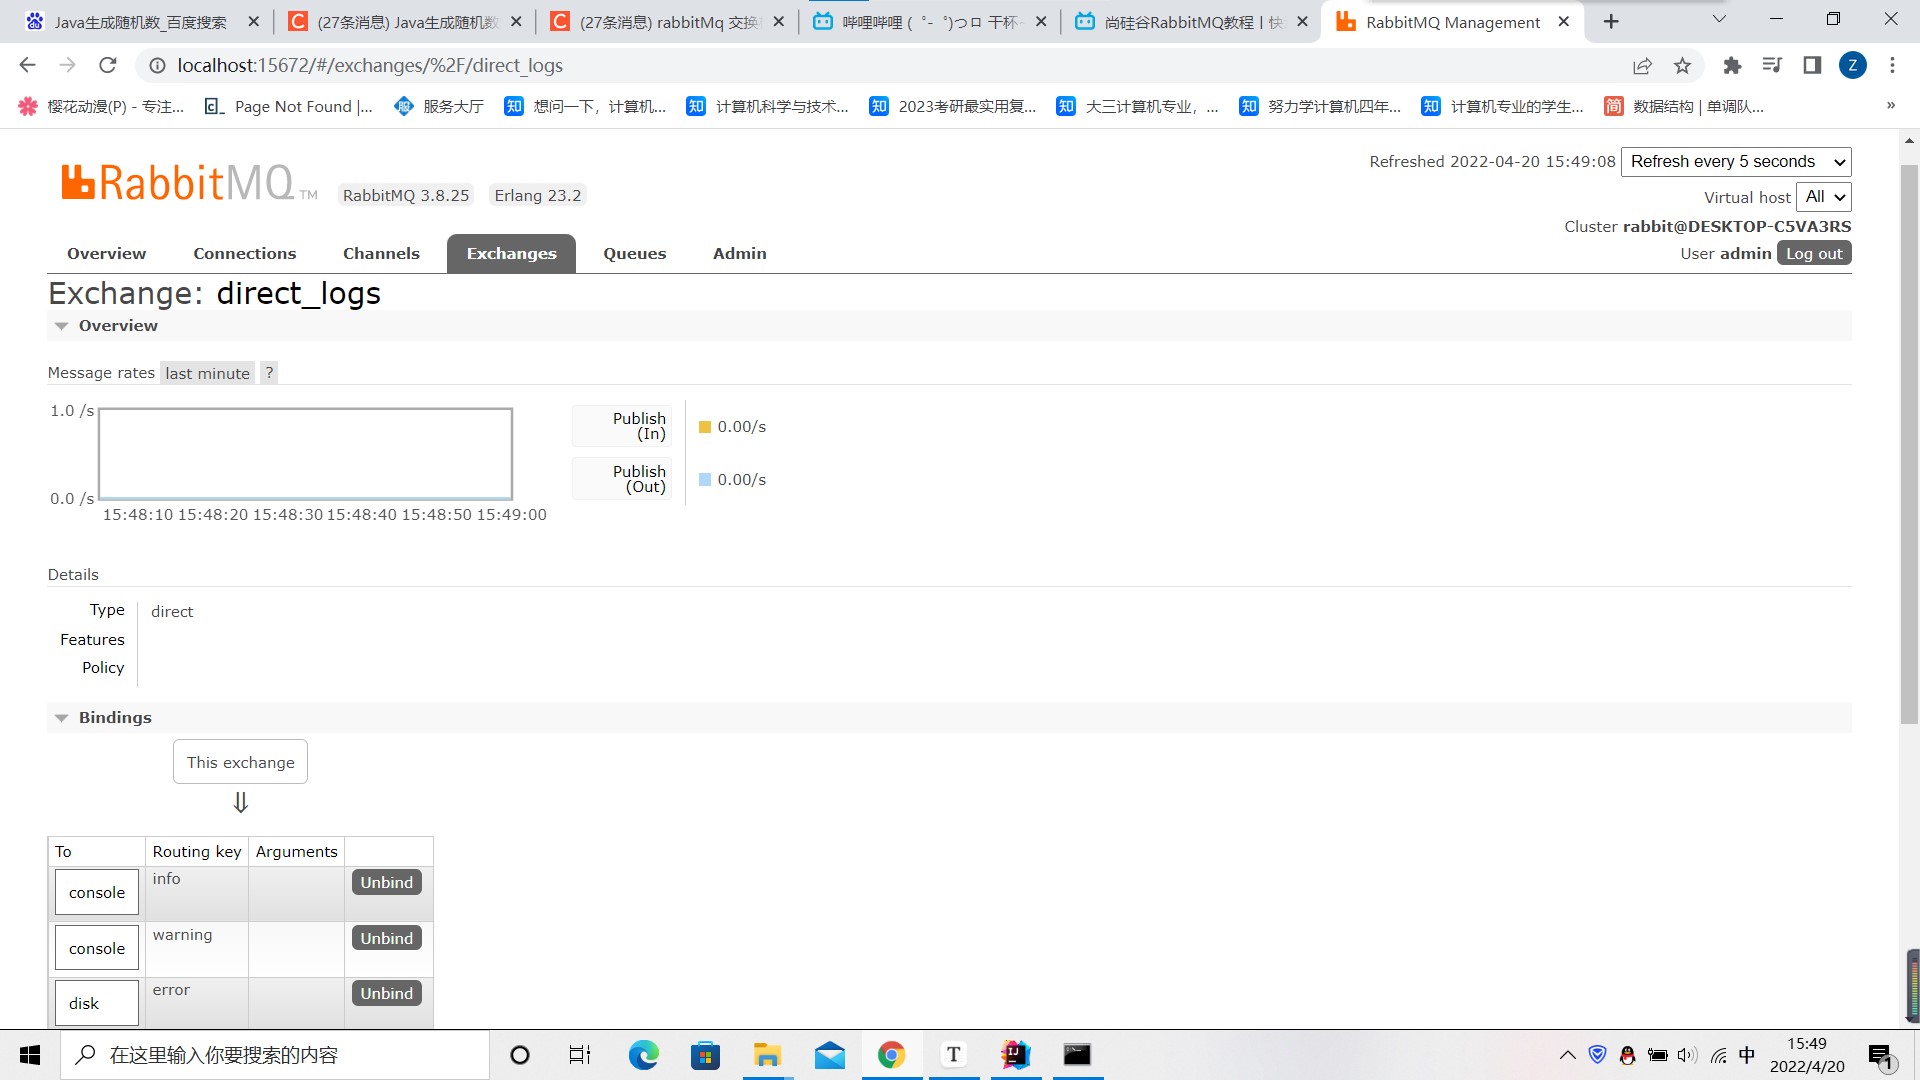 Java生成随机数_百度搜索
(27条消息) Java生成随机数
(27条消息) rabbitMq 交换
哔哩哔哩 (゜-゜)つロ 干杯~
尚硅谷RabbitMQ教程丨快
RabbitMQ Management
localhost:15672/#/exchanges/%2F/direct_logs
Z
樱花动漫(P) - 专注...
Page Not Found |...
服务大厅
想问一下，计算机...
计算机科学与技术...
2023考研最实用复...
大三计算机专业，...
努力学计算机四年...
计算机专业的学生...
数据结构 | 单调队...
»
RabbitMQ TM
RabbitMQ 3.8.25
Erlang 23.2
Refreshed 2022-04-20 15:49:08
Refresh every 5 seconds
Virtual host All
Cluster rabbit@DESKTOP-C5VA3RS
User admin Log out
Overview
Connections
Channels
Exchanges
Queues
Admin
Exchange: direct_logs
Overview
Message rates last minute ?
1.0 /s
0.0 /s
15:48:10 15:48:20 15:48:30 15:48:40 15:48:50 15:49:00
Publish (In)
0.00/s
Publish (Out)
0.00/s
Details
Type direct
Features
Policy
Bindings
This exchange
⇓
To Routing key Arguments
console info Unbind
console warning Unbind
disk error Unbind
在这里输入你要搜索的内容
中
15:49
2022/4/20
1